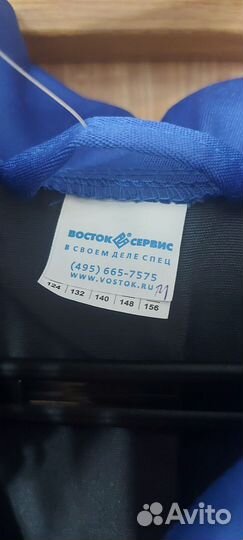 ВОСТОК СЕРВИС
В СВОЕМ ДЕЛЕ СПЕЦ
(495) 665-7575
WWW.VOSTOK.RU
124 132 140 148 156
Avito